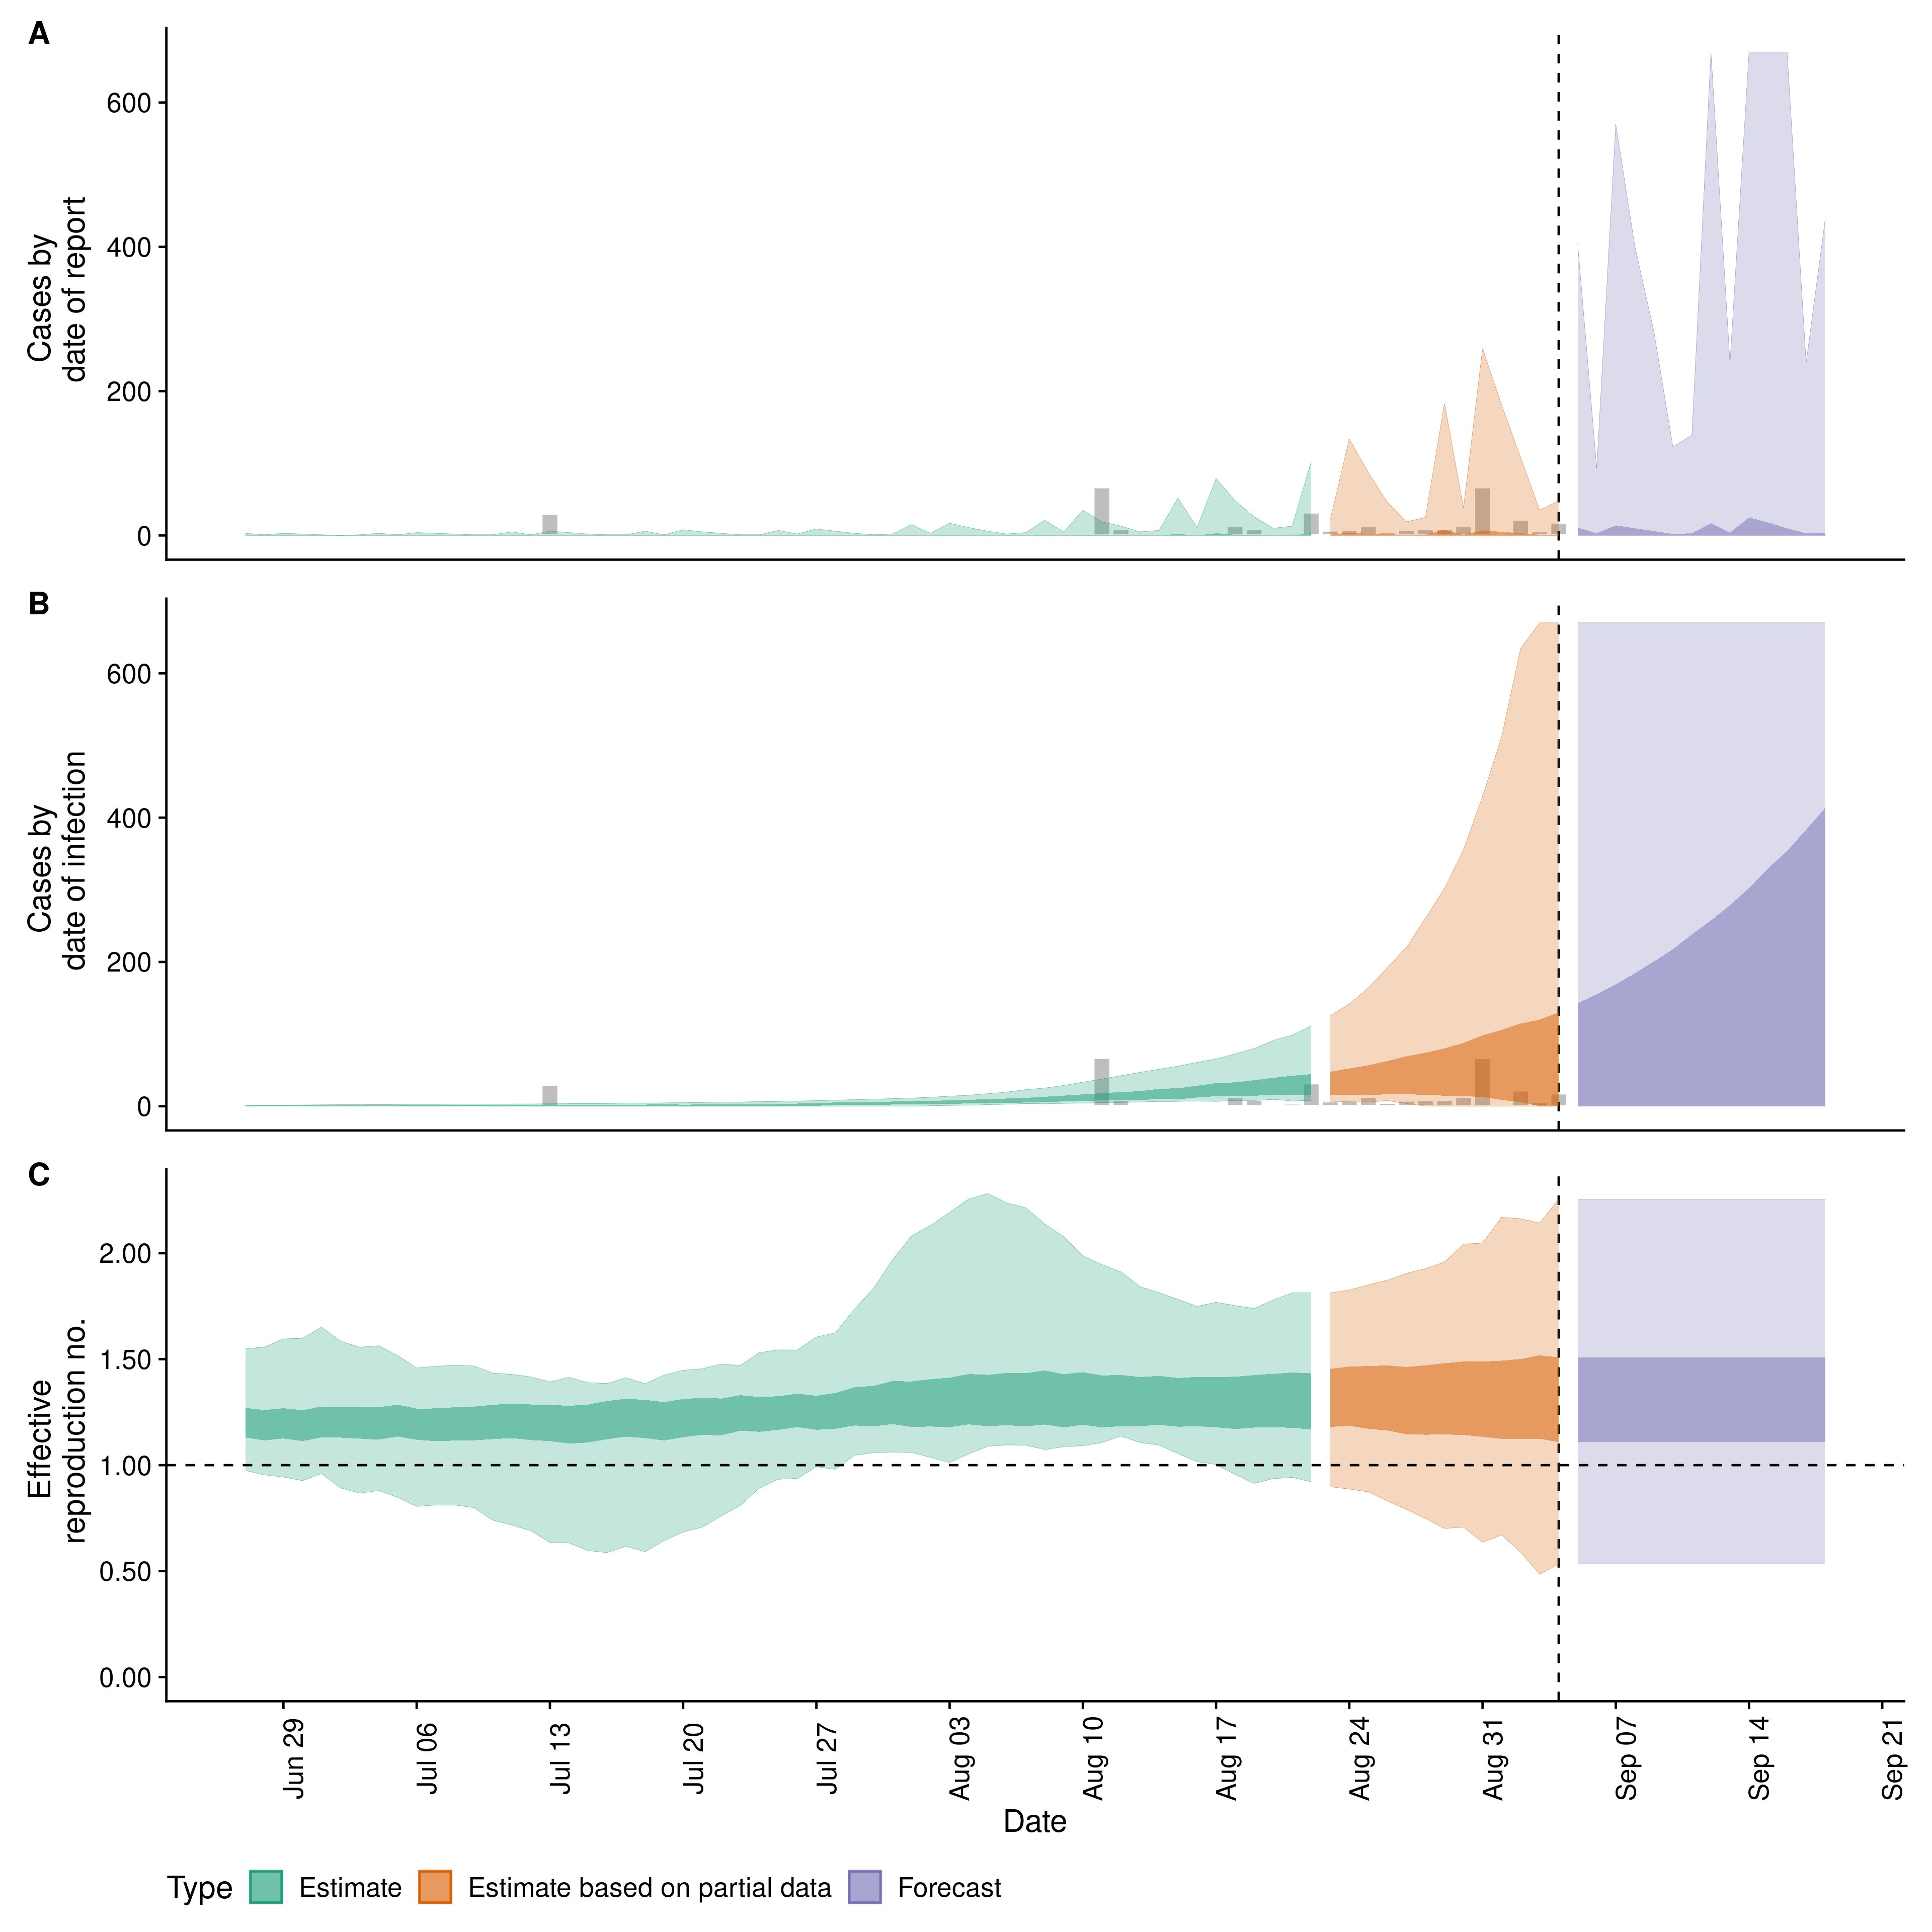 A
600
400
200
0
Cases by
date of report
B
600
400
200
0
Cases by
date of infection
C
2.00
1.50
1.00
0.50
0.00
Effective
reproduction no.
Jun 29
Jul 06
Jul 13
Jul 20
Jul 27
Aug 03
Aug 10
Aug 17
Aug 24
Aug 31
Sep 07
Sep 14
Sep 21
Date
Type Estimate Estimate based on partial data Forecast